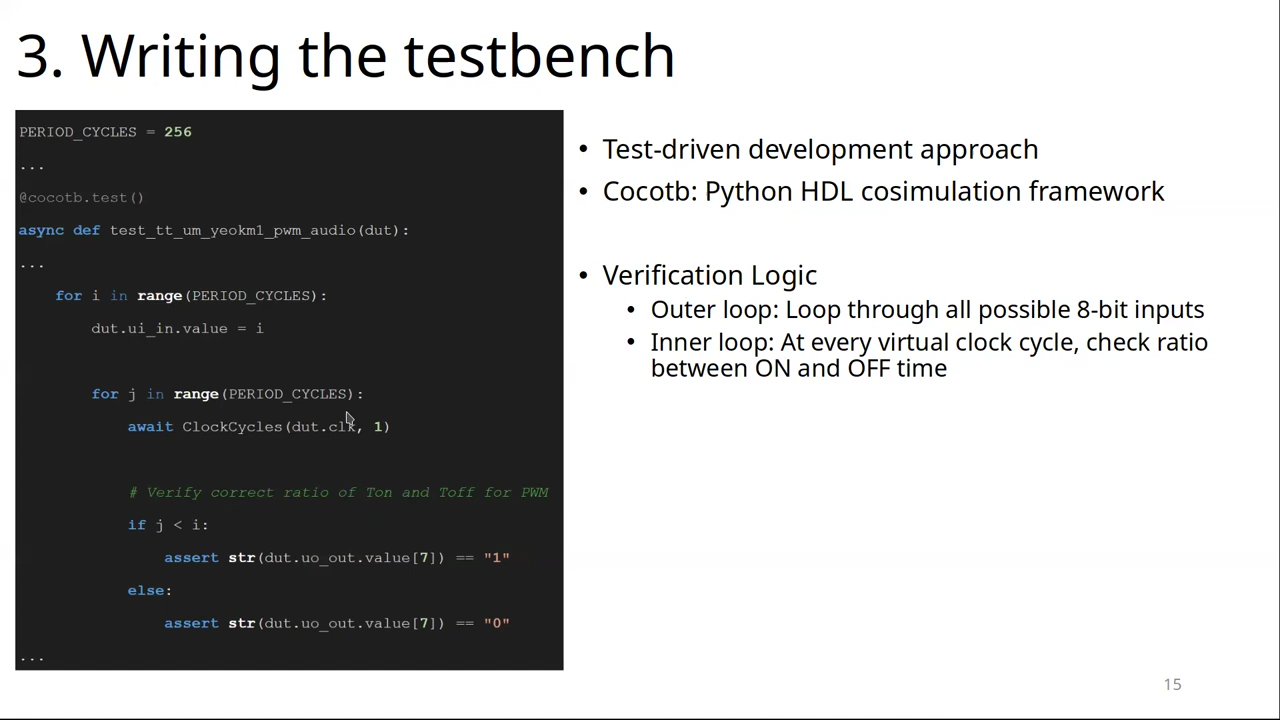 3. Writing the testbench
PERIOD_CYCLES = 256
...
@cocotb.test()
async def test_tt_um_yeokm1_pwm_audio(dut):
...
for i in range(PERIOD_CYCLES):
dut.ui_in.value = i
for j in range(PERIOD_CYCLES):
await ClockCycles(dut.clk, 1)
# Verify correct ratio of Ton and Toff for PWM
if j < i:
assert str(dut.uo_out.value[7]) == "1"
else:
assert str(dut.uo_out.value[7]) == "0"
...
• Test-driven development approach
• Cocotb: Python HDL cosimulation framework
• Verification Logic
• Outer loop: Loop through all possible 8-bit inputs
• Inner loop: At every virtual clock cycle, check ratio
between ON and OFF time
15